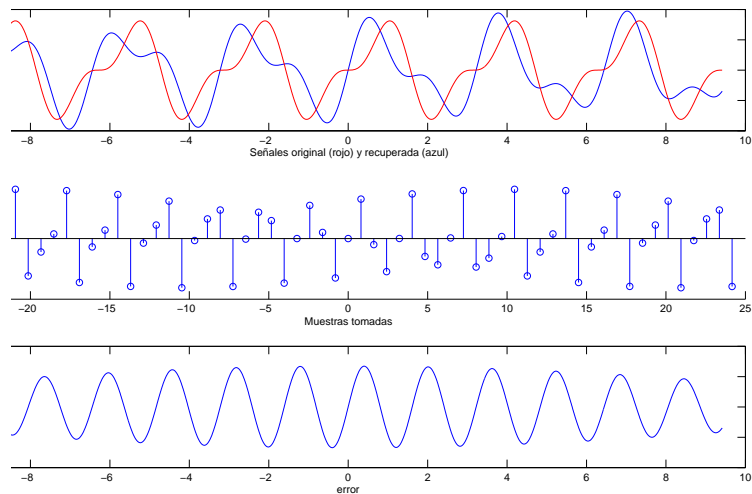 −8 −6 −4 −2 0 2 4 6 8 10
Señales original (rojo) y recuperada (azul)
−20 −15 −10 −5 0 5 10 15 20 25
Muestras tomadas
−8 −6 −4 −2 0 2 4 6 8 10
error